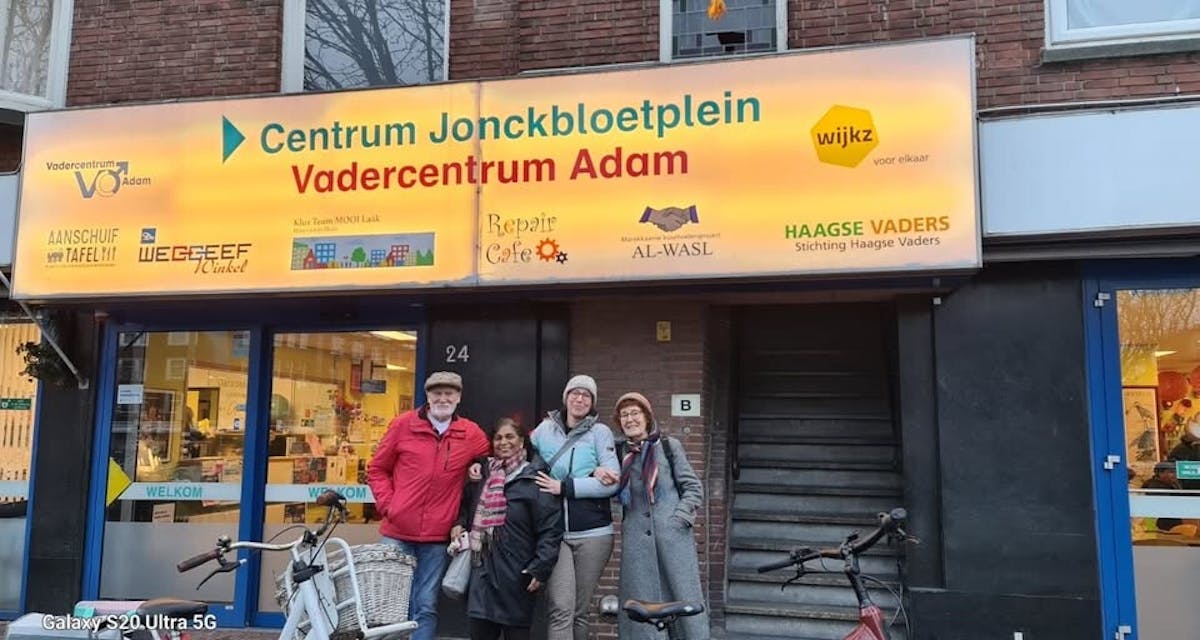 Centrum Jonckbloetplein
Vadercentrum Adam
Vadercentrum
VO Adam
wijkz
voor elkaar
AANSCHUIF
TAFEL
WEGGEEF
Winkel
Klus Team MOOI Laak
Repair
Cafe
AL-WASL
HAAGSE VADERS
Stichting Haagse Vaders
24
B
WELKOM
WELKOM
Galaxy S20 Ultra 5G